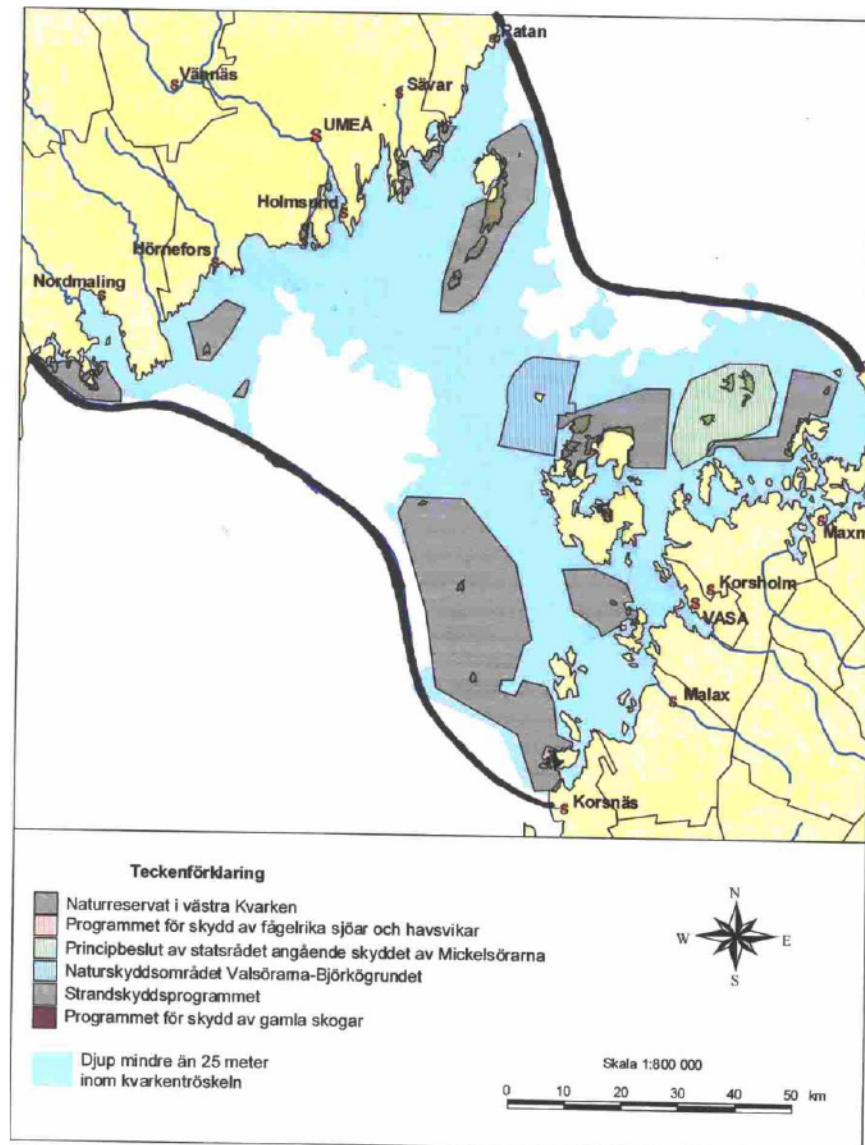 Ratan
Vännäs
Sävar
UMEÅ
Holmsund
Hörnefors
Nordmaling
Maxm
Korsholm
VASA
Malax
Korsnäs
Teckenförklaring
Naturreservat i västra Kvarken
Programmet för skydd av fågelrika sjöar och havsvikar
Principbeslut av statsrådet angående skyddet av Mickelsörarna
Naturskyddsområdet Valsörarna-Björkögrundet
Strandskyddsprogrammet
Programmet för skydd av gamla skogar
Djup mindre än 25 meter
inom kvarkentröskeln
N
W E
S
Skala 1:800 000
0 10 20 30 40 50 km